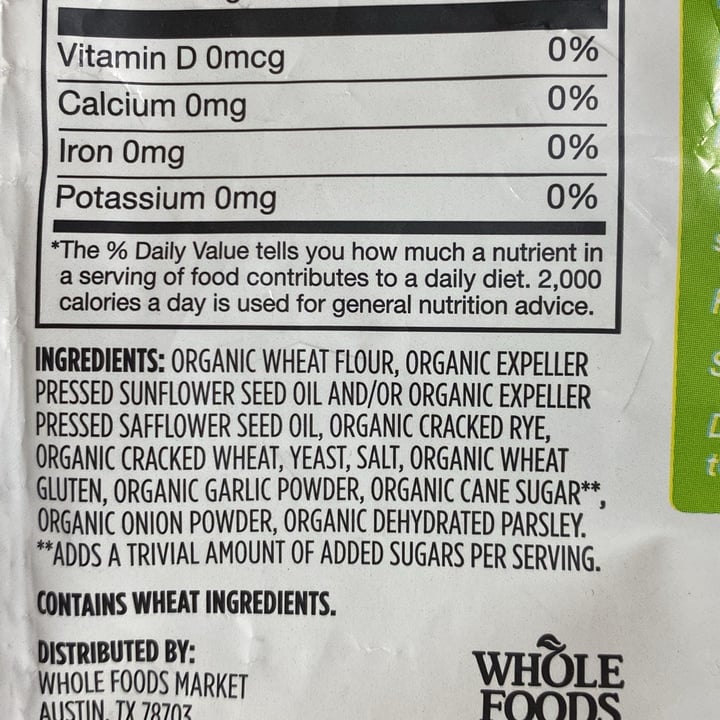 Vitamin D 0mcg 0%
Calcium 0mg 0%
Iron 0mg 0%
Potassium 0mg 0%
*The % Daily Value tells you how much a nutrient in
a serving of food contributes to a daily diet. 2,000
calories a day is used for general nutrition advice.
INGREDIENTS: ORGANIC WHEAT FLOUR, ORGANIC EXPELLER
PRESSED SUNFLOWER SEED OIL AND/OR ORGANIC EXPELLER
PRESSED SAFFLOWER SEED OIL, ORGANIC CRACKED RYE,
ORGANIC CRACKED WHEAT, YEAST, SALT, ORGANIC WHEAT
GLUTEN, ORGANIC GARLIC POWDER, ORGANIC CANE SUGAR**,
ORGANIC ONION POWDER, ORGANIC DEHYDRATED PARSLEY.
**ADDS A TRIVIAL AMOUNT OF ADDED SUGARS PER SERVING.
CONTAINS WHEAT INGREDIENTS.
DISTRIBUTED BY:
WHOLE FOODS MARKET
AUSTIN, TX 78703
WHOLE
FOODS